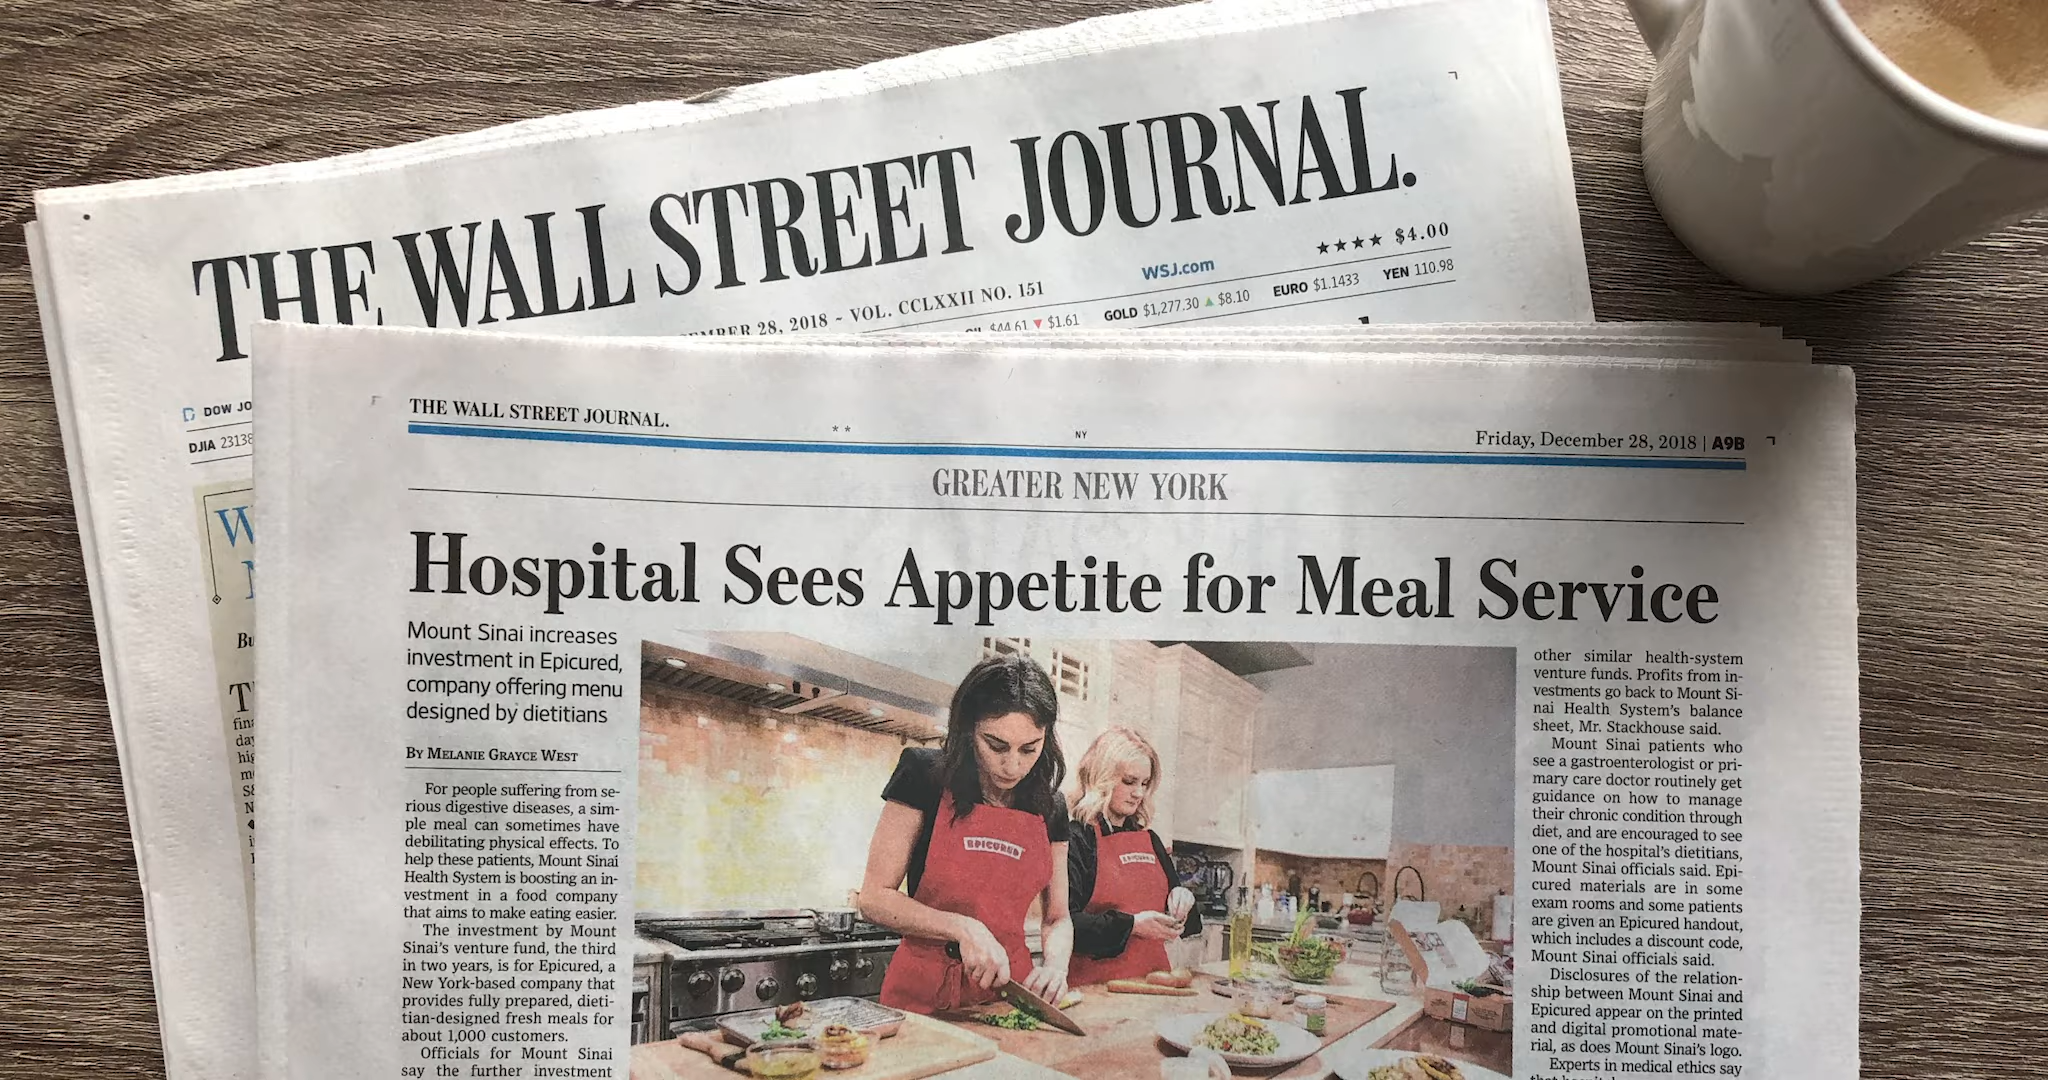 THE WALL STREET JOURNAL.
★★★★ $4.00
28, 2018 ~ VOL. CCLXXII NO. 151
WSJ.com
$44.61 ▼ $1.61 GOLD $1,277.30 ▲ $8.10 EURO $1.1433 YEN 110.98
DOW JO
DJIA 23138
W
Bu
T
fina
day
hig
N
THE WALL STREET JOURNAL.
* *
NY
Friday, December 28, 2018 | A9B
GREATER NEW YORK
Hospital Sees Appetite for Meal Service
Mount Sinai increases
investment in Epicured,
company offering menu
designed by dietitians
BY MELANIE GRAYCE WEST
For people suffering from se-
rious digestive diseases, a sim-
ple meal can sometimes have
debilitating physical effects. To
help these patients, Mount Sinai
Health System is boosting an in-
vestment in a food company
that aims to make eating easier.
The investment by Mount
Sinai's venture fund, the third
in two years, is for Epicured, a
New York-based company that
provides fully prepared, dieti-
tian-designed fresh meals for
about 1,000 customers.
Officials for Mount Sinai
say the further investment
EPICURED
EPICURED
other similar health-system
venture funds. Profits from in-
vestments go back to Mount Si-
nai Health System's balance
sheet, Mr. Stackhouse said.
Mount Sinai patients who
see a gastroenterologist or pri-
mary care doctor routinely get
guidance on how to manage
their chronic condition through
diet, and are encouraged to see
one of the hospital's dietitians,
Mount Sinai officials said. Epi-
cured materials are in some
exam rooms and some patients
are given an Epicured handout,
which includes a discount code,
Mount Sinai officials said.
Disclosures of the relation-
ship between Mount Sinai and
Epicured appear on the printed
and digital promotional mate-
rial, as does Mount Sinai's logo.
Experts in medical ethics say